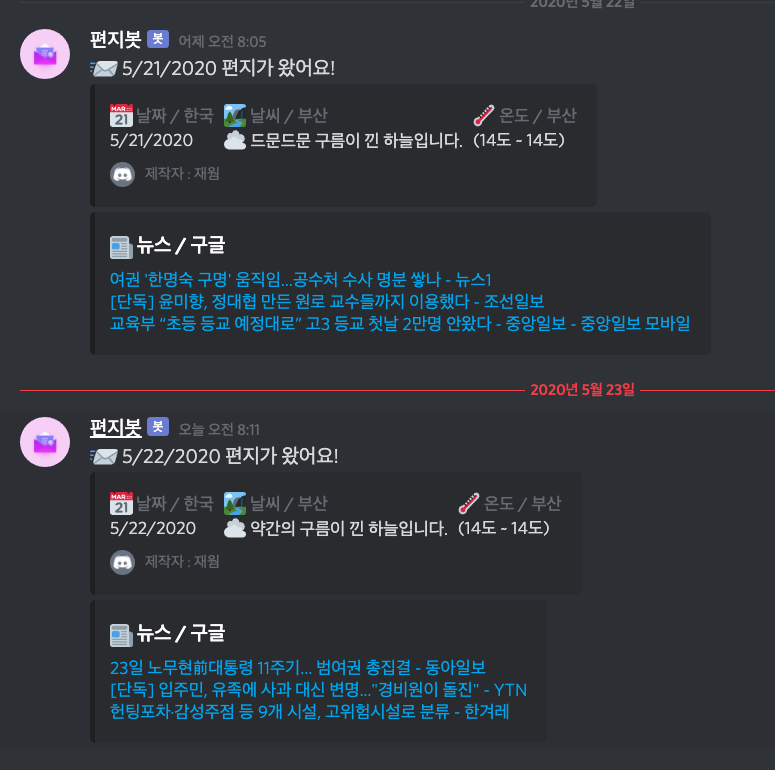 2020년 5월 22일
편지봇 봇 어제 오전 8:05
5/21/2020 편지가 왔어요!
날짜 / 한국 날씨 / 부산 온도 / 부산
5/21/2020 드문드문 구름이 낀 하늘입니다. (14도 ~ 14도)
제작자 : 재월
뉴스 / 구글
여권 '한명숙 구명' 움직임...공수처 수사 명분 쌓나 - 뉴스1
[단독] 윤미향, 정대협 만든 원로 교수들까지 이용했다 - 조선일보
교육부 “초등 등교 예정대로” 고3 등교 첫날 2만명 안왔다 - 중앙일보 - 중앙일보 모바일
2020년 5월 23일
편지봇 봇 오늘 오전 8:11
5/22/2020 편지가 왔어요!
날짜 / 한국 날씨 / 부산 온도 / 부산
5/22/2020 약간의 구름이 낀 하늘입니다. (14도 ~ 14도)
제작자 : 재월
뉴스 / 구글
23일 노무현前대통령 11주기... 범여권 총집결 - 동아일보
[단독] 입주민, 유족에 사과 대신 변명..."경비원이 돌진" - YTN
헌팅포차·감성주점 등 9개 시설, 고위험시설로 분류 - 한겨레